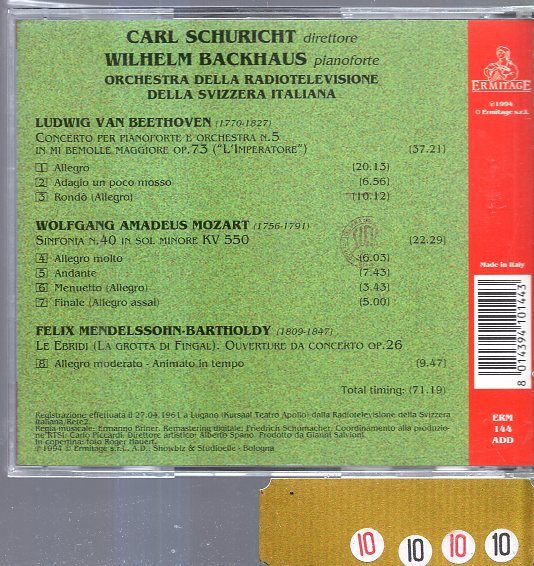 CARL SCHURICHT direttore
WILHELM BACKHAUS pianoforte
ORCHESTRA DELLA RADIOTELEVISIONE
DELLA SVIZZERA ITALIANA
LUDWIG VAN BEETHOVEN (1770-1827)
CONCERTO PER PIANOFORTE E ORCHESTRA N.5
IN MI BEMOLLE MAGGIORE OP.73 ("L'IMPERATORE") (37.21)
1 Allegro (20.13)
2 Adagio un poco mosso (6.56)
3 Rondò (Allegro) (10.12)
WOLFGANG AMADEUS MOZART (1756-1791)
SINFONIA N.40 IN SOL MINORE KV 550 (22.29)
4 Allegro molto (6.03)
5 Andante (7.43)
6 Menuetto (Allegro) (3.43)
7 Finale (Allegro assai) (5.00)
FELIX MENDELSSOHN-BARTHOLDY (1809-1847)
LE EBRIDI (LA GROTTA DI FINGAL). OUVERTURE DA CONCERTO OP.26
8 Allegro moderato - Animato in tempo (9.47)
Total timing: (71.19)
Registrazione effettuata il 27.04.1961 a Lugano (Kursaal Teatro Apollo) dalla Radiotelevisione della Svizzera
Italiana/Rete2.
Regia musicale: Ermanno Briner. Remastering digitale: Friedrich Schumacher. Coordinamento alla produzio-
ne RTSI: Carlo Piccardi. Direttore artistico: Alberto Spano. Prodotto da Gianni Salvioni.
In copertina: foto Roger Hauert.
℗ 1994 © Ermitage s.r.l. A.D.: Showbiz & Studioelle - Bologna
ERMITAGE
℗1994
© Ermitage s.r.l.
Made in Italy
8 014394 101443
ERM
144
ADD
10 10 10 10